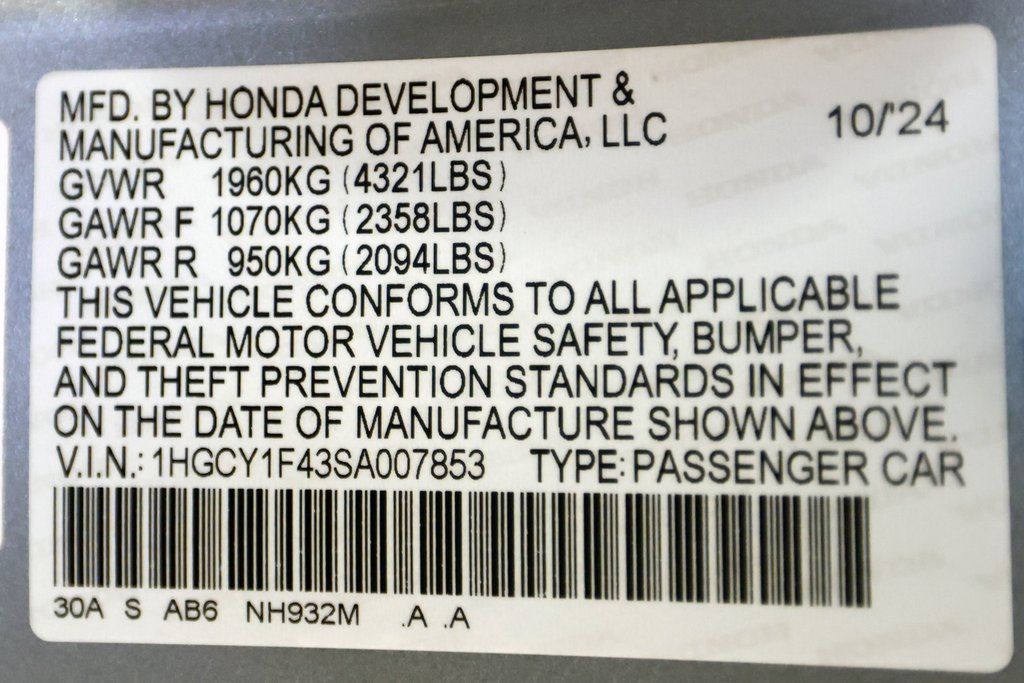 MFD. BY HONDA DEVELOPMENT &
MANUFACTURING OF AMERICA, LLC 10/'24
GVWR 1960KG (4321LBS)
GAWR F 1070KG (2358LBS)
GAWR R 950KG (2094LBS)
THIS VEHICLE CONFORMS TO ALL APPLICABLE
FEDERAL MOTOR VEHICLE SAFETY, BUMPER,
AND THEFT PREVENTION STANDARDS IN EFFECT
ON THE DATE OF MANUFACTURE SHOWN ABOVE.
V.I.N.: 1HGCY1F43SA007853 TYPE: PASSENGER CAR
30A S AB6 NH932M .A .A